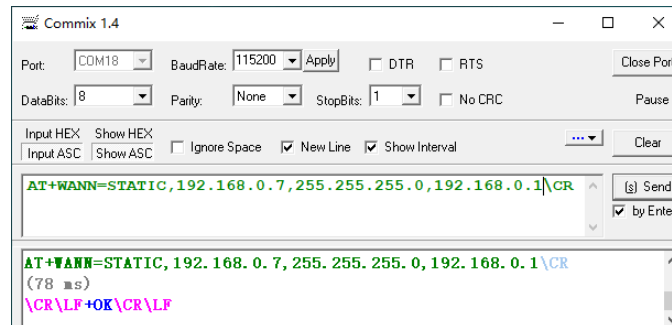 Commix 1.4
Port: COM18 BaudRate: 115200 Apply DTR RTS Close Por
DataBits: 8 Parity: None StopBits: 1 No CRC Pause
Input HEX Show HEX
Input ASC Show ASC Ignore Space New Line Show Interval ... Clear
AT+WANN=STATIC,192.168.0.7,255.255.255.0,192.168.0.1\CR
(s) Send
by Ente
AT+WANN=STATIC,192.168.0.7,255.255.255.0,192.168.0.1\CR
(78 ms)
\CR\LF+OK\CR\LF